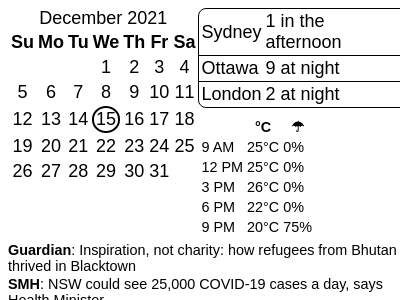 December 2021
Su Mo Tu We Th Fr Sa
1 2 3 4
5 6 7 8 9 10 11
12 13 14 15 16 17 18
19 20 21 22 23 24 25
26 27 28 29 30 31
Sydney 1 in the
afternoon
Ottawa 9 at night
London 2 at night
°C ☂
9 AM 25°C 0%
12 PM 25°C 0%
3 PM 26°C 0%
6 PM 22°C 0%
9 PM 20°C 75%
Guardian: Inspiration, not charity: how refugees from Bhutan
thrived in Blacktown
SMH: NSW could see 25,000 COVID-19 cases a day, says
Health Minister